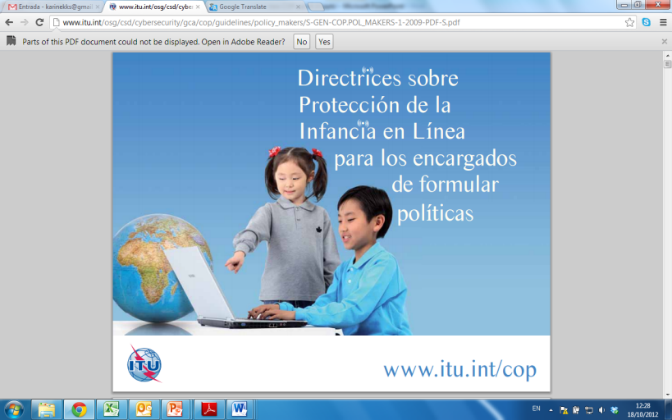 Entrada - karinekks@gmai
www.itu.int/osg/csd/cyber
Google Translate
www.itu.int/osg/csd/cybersecurity/gca/cop/guidelines/policy_makers/S-GEN-COP.POL_MAKERS-1-2009-PDF-S.pdf
Parts of this PDF document could not be displayed. Open in Adobe Reader? No Yes
Directrices sobre
Protección de la
Infancia en Línea
para los encargados
de formular
políticas
ITU
www.itu.int/cop
EN
12:28
18/10/2012